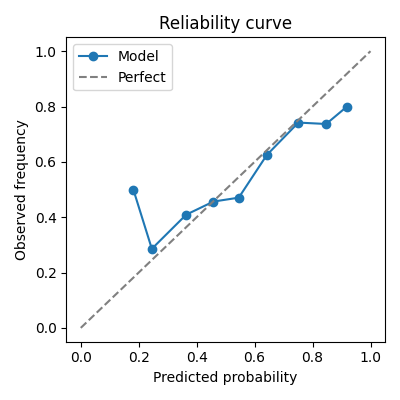 Reliability curve
Model
Perfect
Observed frequency
1.0
0.8
0.6
0.4
0.2
0.0
0.0 0.2 0.4 0.6 0.8 1.0
Predicted probability